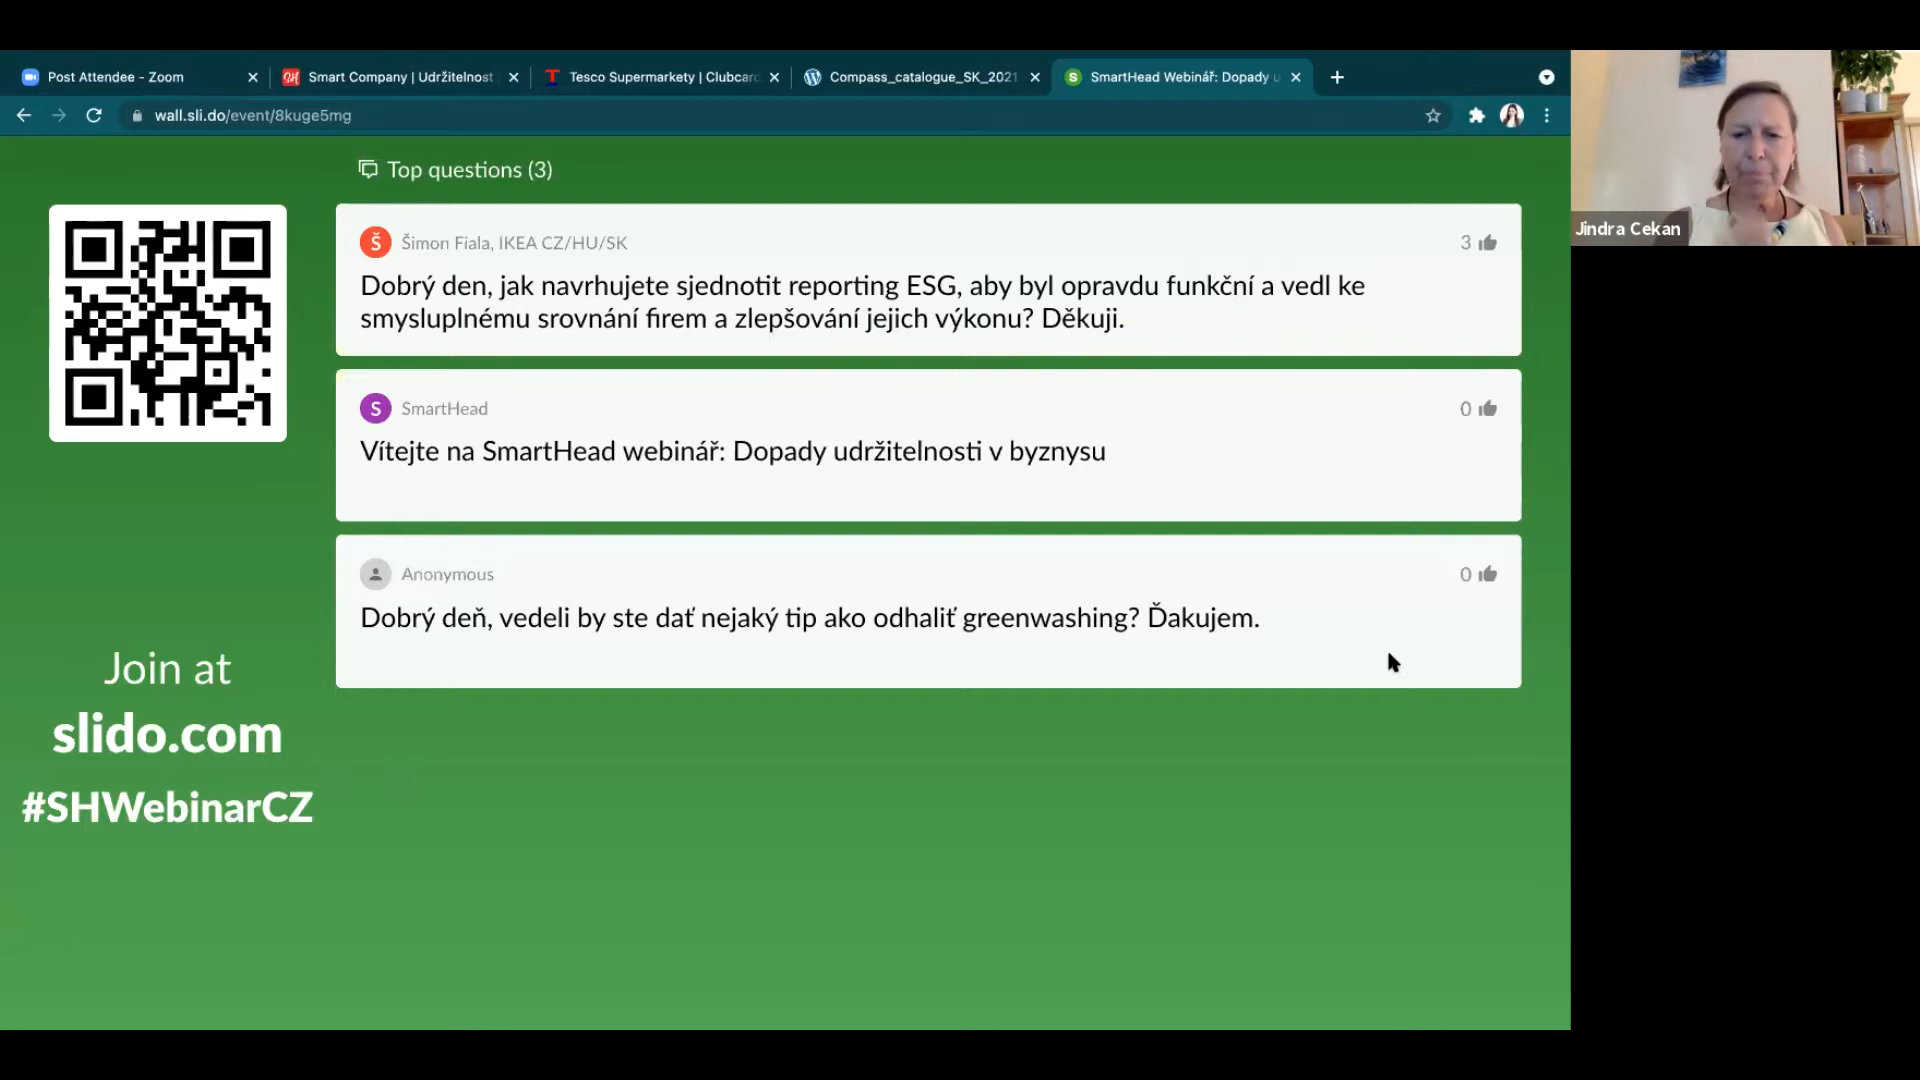 Post Attendee - Zoom
Smart Company | Udržitelnost
Tesco Supermarkety | Clubcard
Compass_catalogue_SK_2021
SmartHead Webinář: Dopady u
wall.sli.do/event/8kuge5mg
Jindra Cekan
Top questions (3)
Š
Šimon Fiala, IKEA CZ/HU/SK
3
Dobrý den, jak navrhujete sjednotit reporting ESG, aby byl opravdu funkční a vedl ke
smysluplnému srovnání firem a zlepšování jejich výkonu? Děkuji.
S
SmartHead
0
Vítejte na SmartHead webinář: Dopady udržitelnosti v byznysu
Anonymous
0
Dobrý deň, vedeli by ste dať nejaký tip ako odhaliť greenwashing? Ďakujem.
Join at
slido.com
#SHWebinarCZ